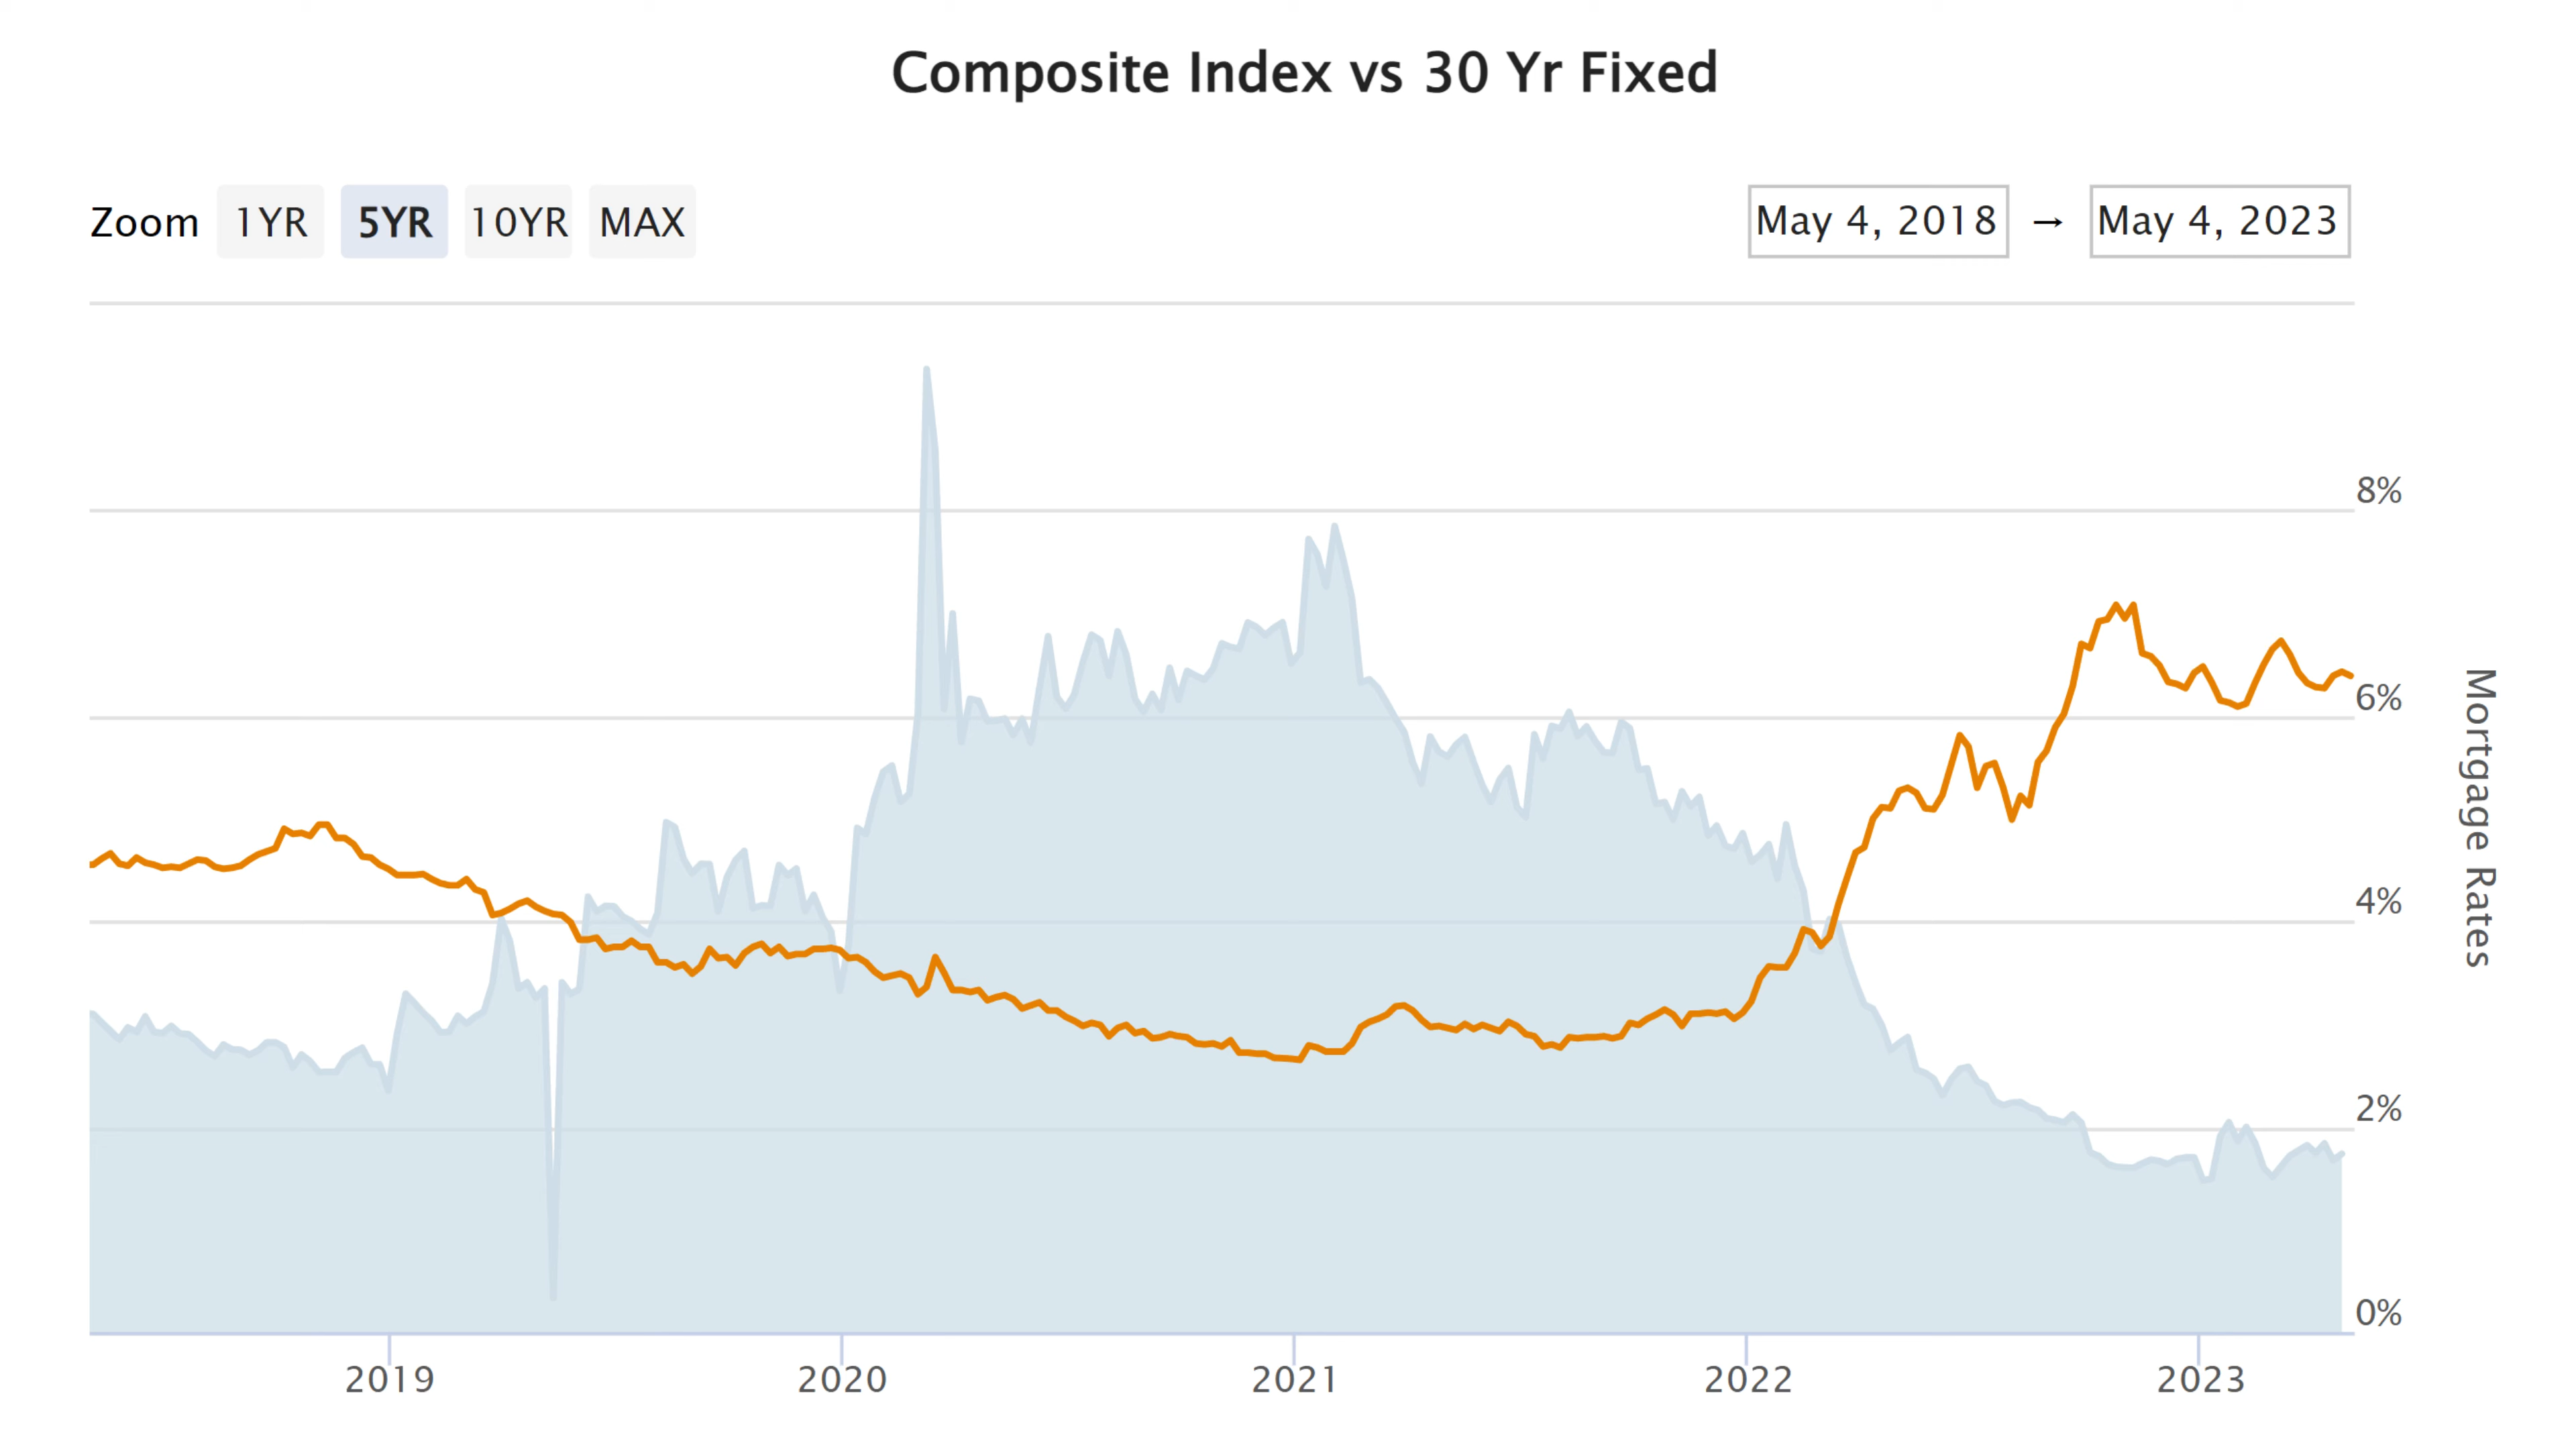 Composite Index vs 30 Yr Fixed
Zoom 1YR 5YR 10YR MAX May 4, 2018 → May 4, 2023
8%
6%
4%
2%
0%
Mortgage Rates
2019 2020 2021 2022 2023